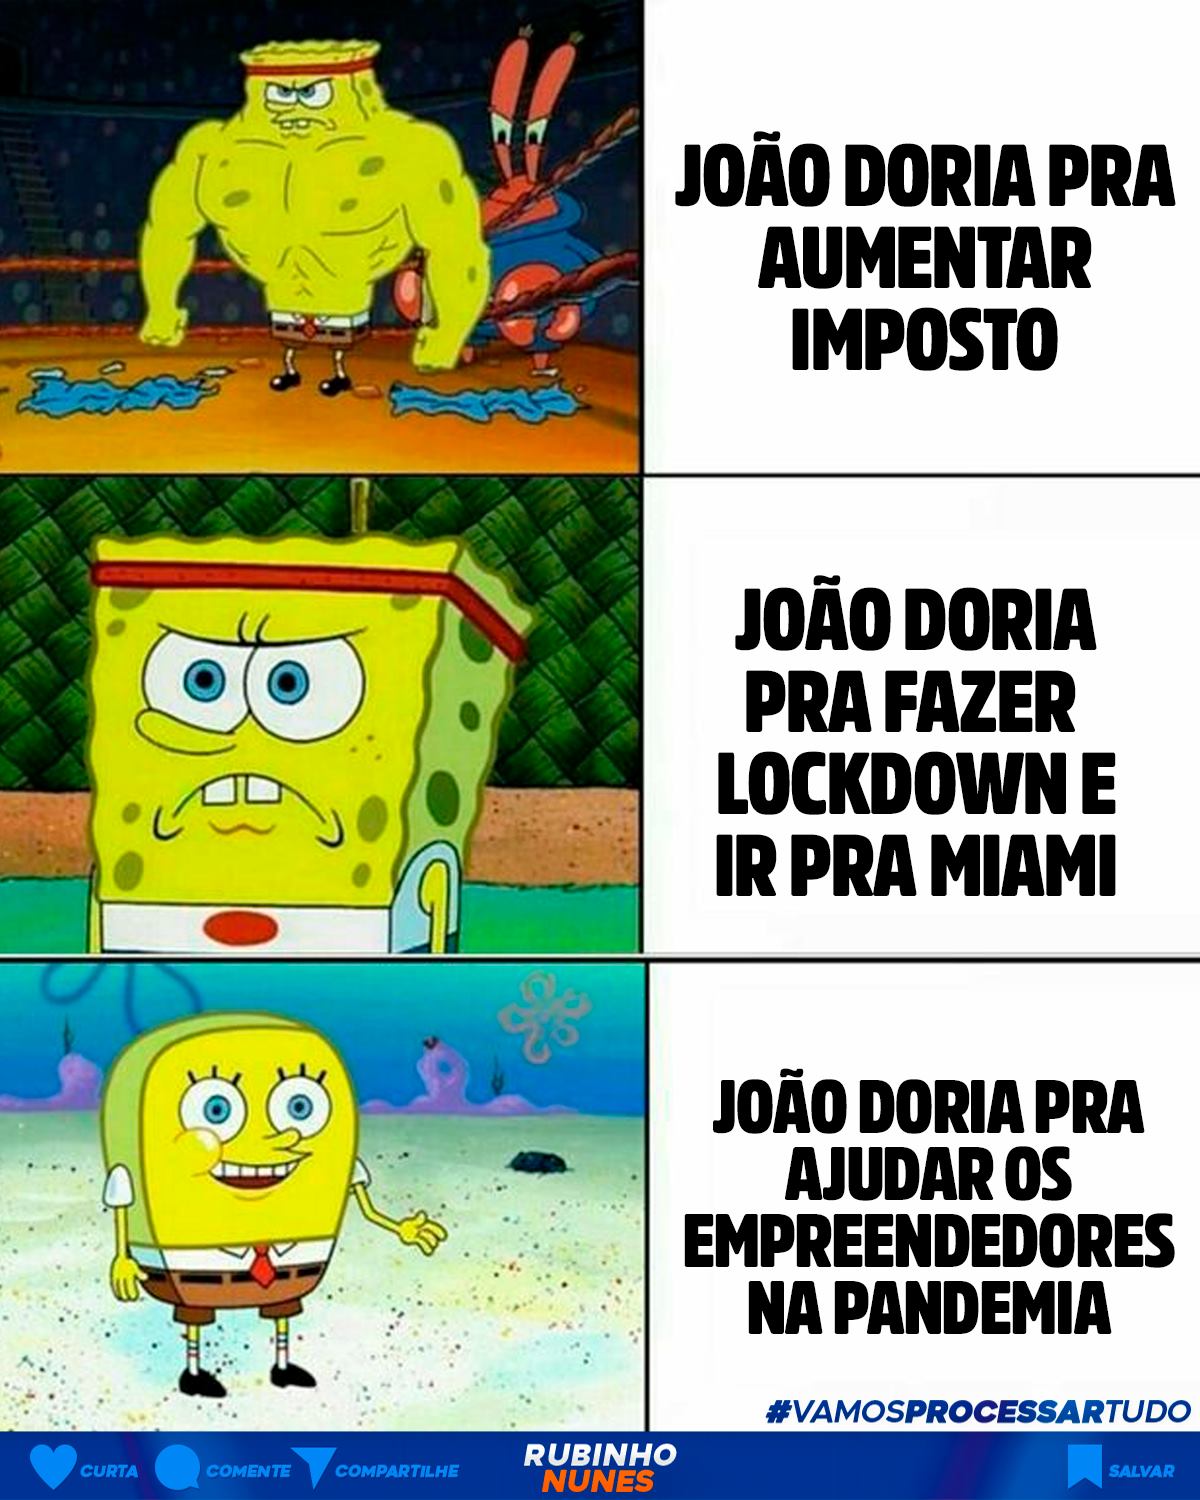 JOÃO DORIA PRA
AUMENTAR
IMPOSTO
JOÃO DORIA
PRA FAZER
LOCKDOWN E
IR PRA MIAMI
JOÃO DORIA PRA
AJUDAR OS
EMPREENDEDORES
NA PANDEMIA
#VAMOSPROCESSARTUDO
CURTA COMENTE COMPARTILHE
RUBINHO
NUNES
SALVAR